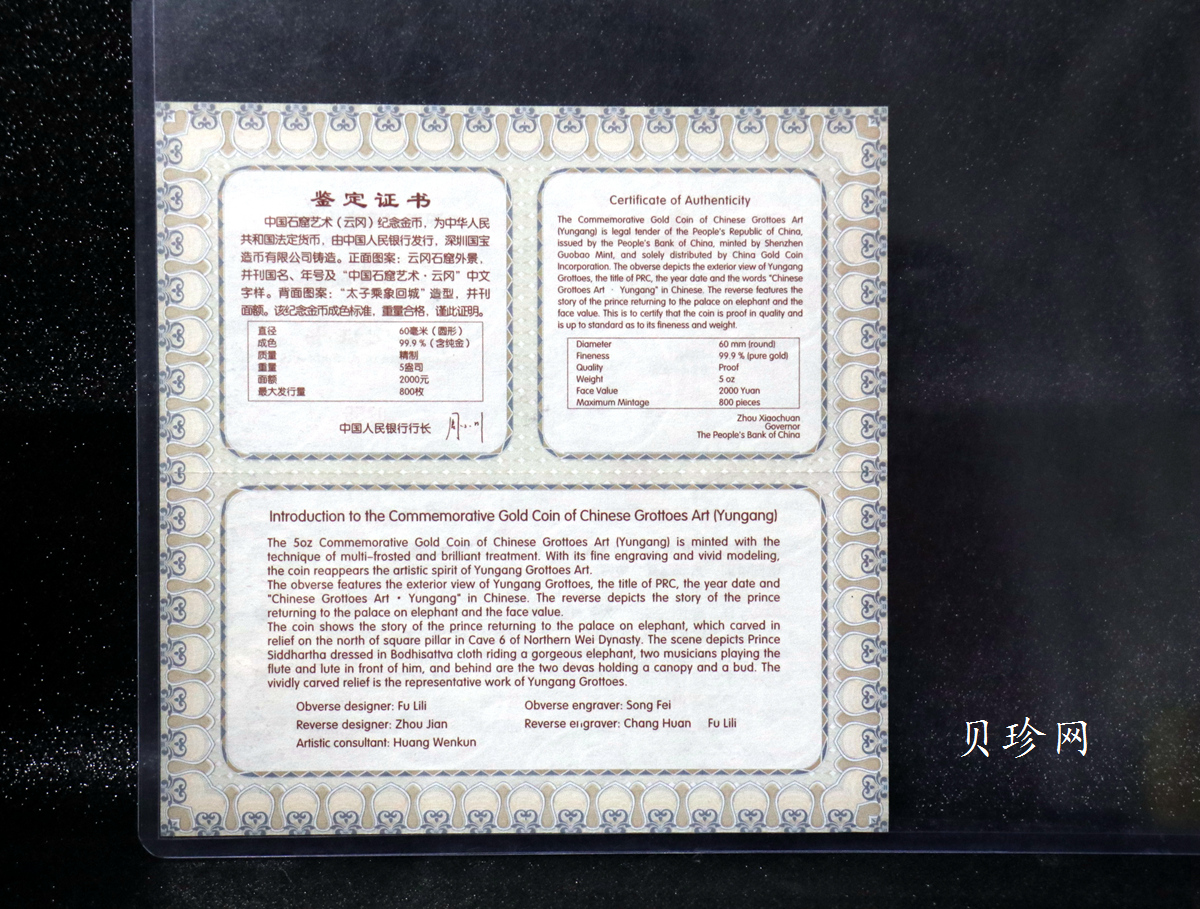 鉴定证书
中国石窟艺术（云冈）纪念金币，为中华人民
共和国法定货币，由中国人民银行发行，深圳国宝
造币有限公司铸造。正面图案：云冈石窟外景，
并刊国名、年号及“中国石窟艺术·云冈”中文
字样。背面图案：“太子乘象回城”造型，并刊
面额。该纪念金币成色标准，重量合格，谨此证明。
直径 60毫米（圆形）
成色 99.9％（含纯金）
质量 精制
重量 5盎司
面额 2000元
最大发行量 800枚
中国人民银行行长
Certificate of Authenticity
The Commemorative Gold Coin of Chinese Grottoes Art
(Yungang) is legal tender of the People's Republic of China,
issued by the People's Bank of China, minted by Shenzhen
Guobao Mint, and solely distributed by China Gold Coin
Incorporation. The obverse depicts the exterior view of Yungang
Grottoes, the title of PRC, the year date and the words "Chinese
Grottoes Art · Yungang" in Chinese. The reverse features the
story of the prince returning to the palace on elephant and the
face value. This is to certify that the coin is proof in quality and
is up to standard as to its fineness and weight.
Diameter 60 mm (round)
Fineness 99.9 % (pure gold)
Quality Proof
Weight 5 oz
Face Value 2000 Yuan
Maximum Mintage 800 pieces
Zhou Xiaochuan
Governor
The People's Bank of China
Introduction to the Commemorative Gold Coin of Chinese Grottoes Art (Yungang)
The 5oz Commemorative Gold Coin of Chinese Grottoes Art (Yungang) is minted with the
technique of multi-frosted and brilliant treatment. With its fine engraving and vivid modeling,
the coin reappears the artistic spirit of Yungang Grottoes Art.
The obverse features the exterior view of Yungang Grottoes, the title of PRC, the year date and
"Chinese Grottoes Art · Yungang" in Chinese. The reverse depicts the story of the prince
returning to the palace on elephant and the face value.
The coin shows the story of the prince returning to the palace on elephant, which carved in
relief on the north of square pillar in Cave 6 of Northern Wei Dynasty. The scene depicts Prince
Siddhartha dressed in Bodhisattva cloth riding a gorgeous elephant, two musicians playing the
flute and lute in front of him, and behind are the two devas holding a canopy and a bud. The
vividly carved relief is the representative work of Yungang Grottoes.
Obverse designer: Fu Lili Obverse engraver: Song Fei
Reverse designer: Zhou Jian Reverse engraver: Chang Huan Fu Lili
Artistic consultant: Huang Wenkun
贝珍网